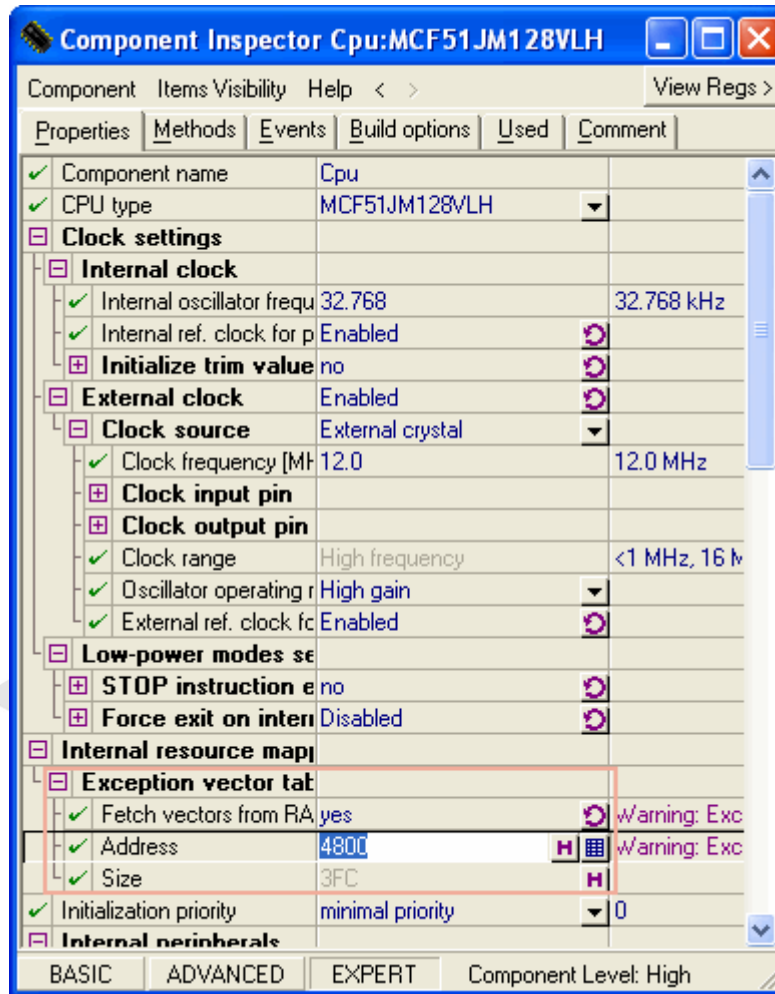 Component Inspector Cpu:MCF51JM128VLH
Component Items Visibility Help < > View Regs >
Properties Methods Events Build options Used Comment
Component name Cpu
CPU type MCF51JM128VLH
Clock settings
Internal clock
Internal oscillator frequ 32.768 32.768 kHz
Internal ref. clock for p Enabled
Initialize trim value no
External clock Enabled
Clock source External crystal
Clock frequency [MH 12.0 12.0 MHz
Clock input pin
Clock output pin
Clock range High frequency <1 MHz, 16 M
Oscillator operating r High gain
External ref. clock fc Enabled
Low-power modes se
STOP instruction e no
Force exit on interr Disabled
Internal resource mapp
Exception vector tab
Fetch vectors from RA yes Warning: Exc
Address 4800 H Warning: Exc
Size 3FC H
Initialization priority minimal priority 0
Internal peripherals
BASIC ADVANCED EXPERT Component Level: High